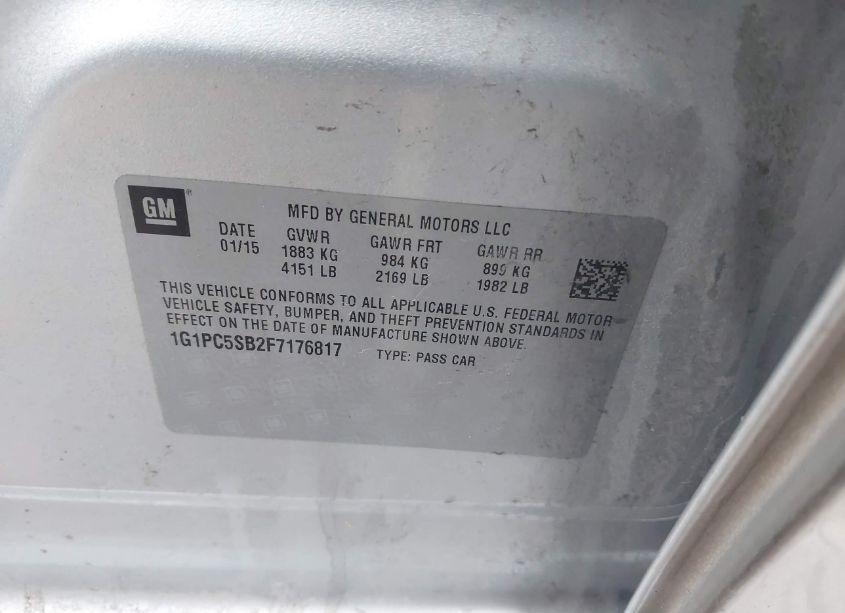 GM ®
MFD BY GENERAL MOTORS LLC
DATE GVWR GAWR FRT GAWR RR
01/15 1883 KG 984 KG 899 KG
4151 LB 2169 LB 1982 LB
THIS VEHICLE CONFORMS TO ALL APPLICABLE U.S. FEDERAL MOTOR
VEHICLE SAFETY, BUMPER, AND THEFT PREVENTION STANDARDS IN
EFFECT ON THE DATE OF MANUFACTURE SHOWN ABOVE.
1G1PC5SB2F7176817 TYPE: PASS CAR